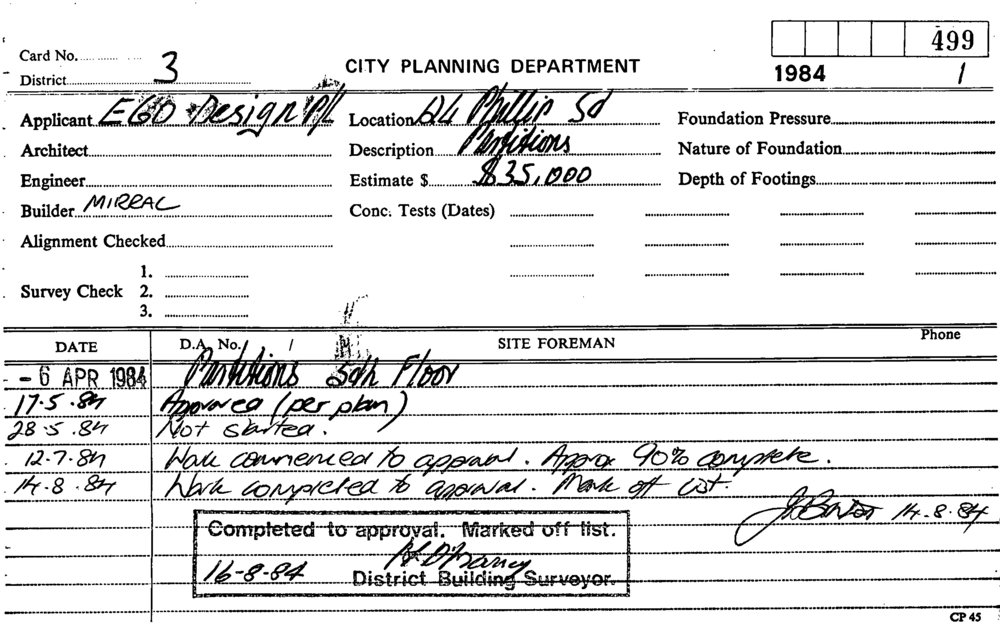 499
Card No.
District 3
CITY PLANNING DEPARTMENT
1984 1
Applicant EGO Design P/L Location Phillip Sd Foundation Pressure
Architect Description Partitions Nature of Foundation
Engineer Estimate $ $35,000 Depth of Footings
Builder MIRRAC Conc. Tests (Dates)
Alignment Checked
1.
Survey Check 2.
3.
DATE D.A. No. / SITE FOREMAN Phone
- 6 APR 1984 Partitions Floor
17.5.84 Approved (per plan)
28.5.84 Not started.
12.7.84 Work commenced to approval. Approx 90% complete.
14.8.84 Work completed to approval. Mark off list.
14.8.84
Completed to approval. Marked off list.
16-8-84 District Building Surveyor.
CP 45